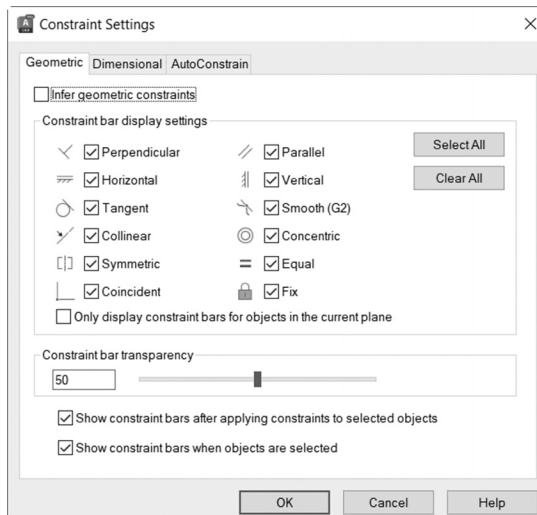 Constraint Settings
Geometric Dimensional AutoConstrain
Infer geometric constraints
Constraint bar display settings
Perpendicular Parallel Select All
Horizontal Vertical Clear All
Tangent Smooth (G2)
Collinear Concentric
Symmetric Equal
Coincident Fix
Only display constraint bars for objects in the current plane
Constraint bar transparency
50
Show constraint bars after applying constraints to selected objects
Show constraint bars when objects are selected
OK Cancel Help